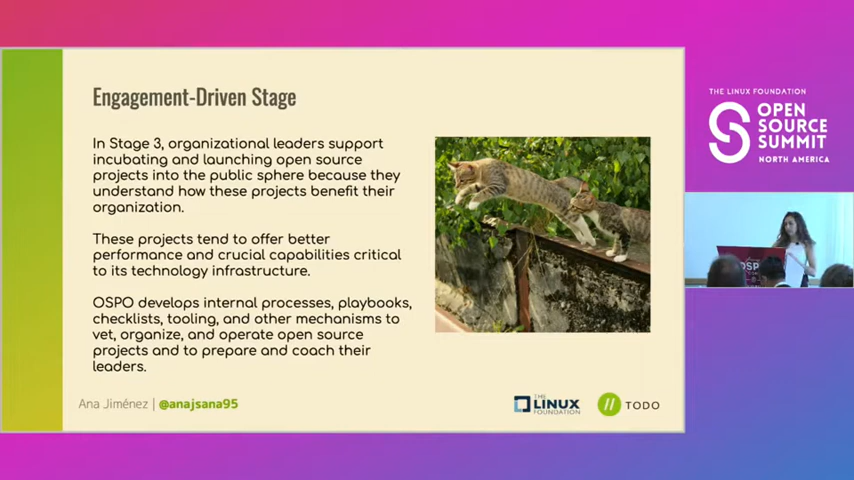 Engagement-Driven Stage
In Stage 3, organizational leaders support
incubating and launching open source
projects into the public sphere because they
understand how these projects benefit their
organization.
These projects tend to offer better
performance and crucial capabilities critical
to its technology infrastructure.
OSPO develops internal processes, playbooks,
checklists, tooling, and other mechanisms to
vet, organize, and operate open source
projects and to prepare and coach their
leaders.
Ana Jiménez | @anajsana95
THE
LINUX
FOUNDATION
TODO
THE LINUX FOUNDATION
OPEN
SOURCE
SUMMIT
NORTH AMERICA
OSPO